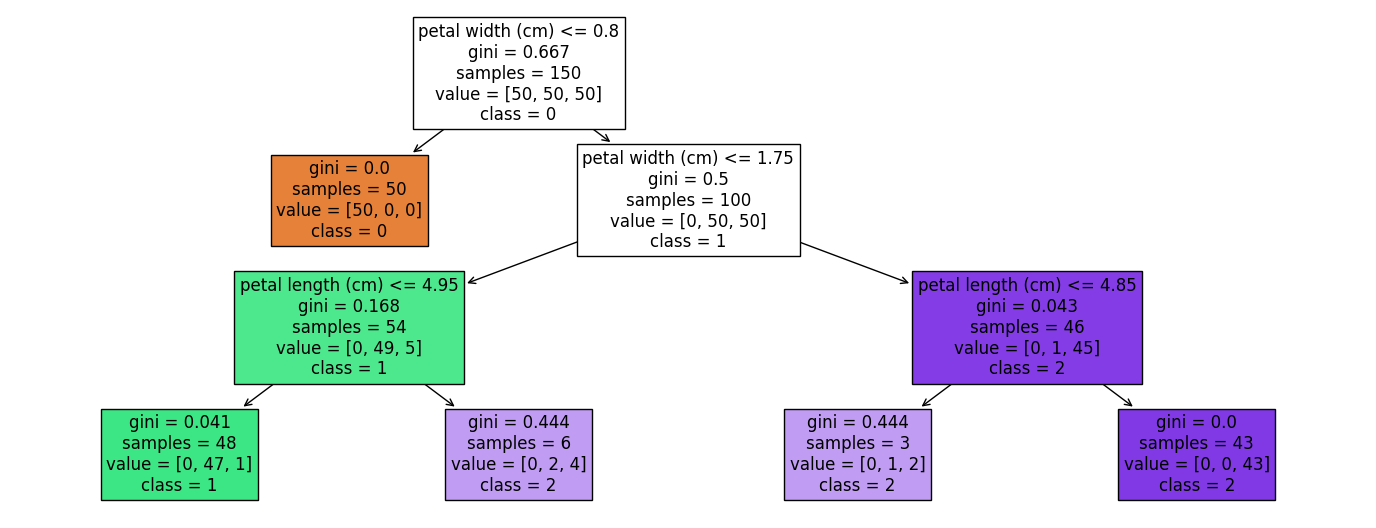 petal width (cm) <= 0.8
gini = 0.667
samples = 150
value = [50, 50, 50]
class = 0
gini = 0.0
samples = 50
value = [50, 0, 0]
class = 0
petal width (cm) <= 1.75
gini = 0.5
samples = 100
value = [0, 50, 50]
class = 1
petal length (cm) <= 4.95
gini = 0.168
samples = 54
value = [0, 49, 5]
class = 1
petal length (cm) <= 4.85
gini = 0.043
samples = 46
value = [0, 1, 45]
class = 2
gini = 0.041
samples = 48
value = [0, 47, 1]
class = 1
gini = 0.444
samples = 6
value = [0, 2, 4]
class = 2
gini = 0.444
samples = 3
value = [0, 1, 2]
class = 2
gini = 0.0
samples = 43
value = [0, 0, 43]
class = 2